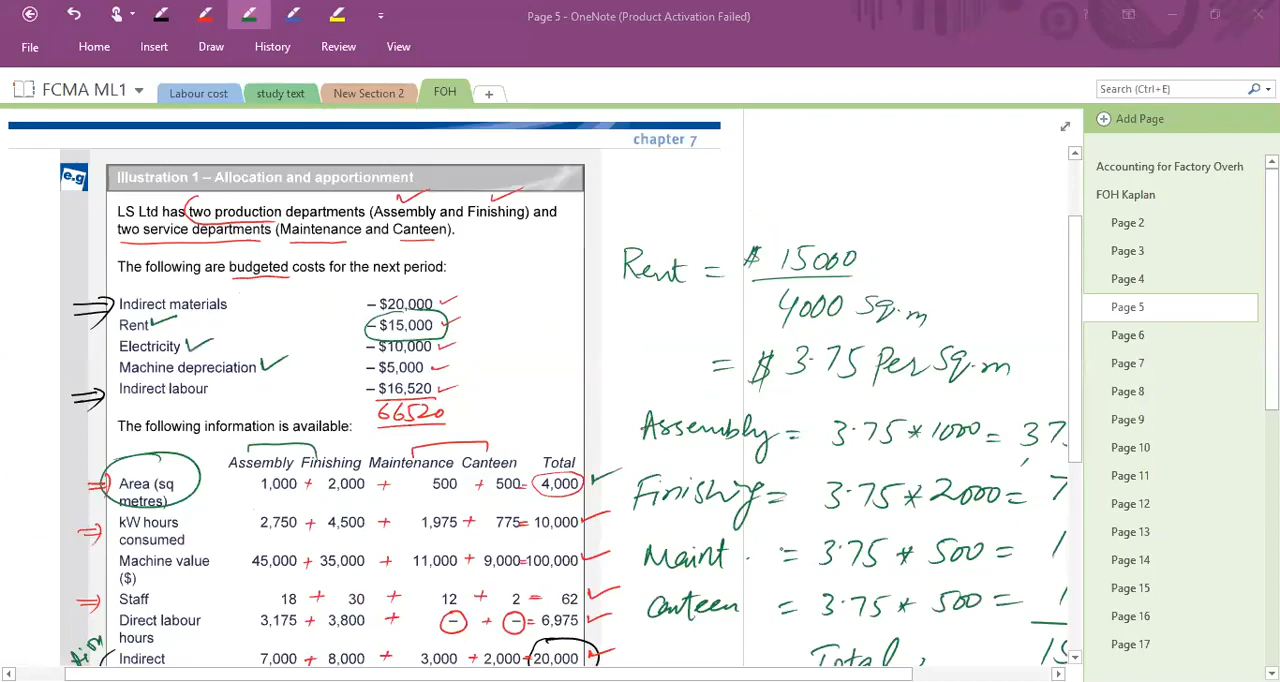 Page 5 - OneNote (Product Activation Failed)
File Home Insert Draw History Review View
FCMA ML1 Labour cost study text New Section 2 FOH
Search (Ctrl+E)
Add Page
Accounting for Factory Overh
FOH Kaplan
Page 2
Page 3
Page 4
Page 5
Page 6
Page 7
Page 8
Page 9
Page 10
Page 11
Page 12
Page 13
Page 14
Page 15
Page 16
Page 17
chapter 7
e.g
Illustration 1 – Allocation and apportionment
LS Ltd has two production departments (Assembly and Finishing) and
two service departments (Maintenance and Canteen).
The following are budgeted costs for the next period:
Indirect materials – $20,000
Rent – $15,000
Electricity – $10,000
Machine depreciation – $5,000
Indirect labour – $16,520
66520
The following information is available:
Assembly Finishing Maintenance Canteen Total
Area (sq 1,000 + 2,000 + 500 + 500 = 4,000
metres)
kW hours 2,750 + 4,500 + 1,975 + 775 = 10,000
consumed
Machine value 45,000 + 35,000 + 11,000 + 9,000 = 100,000
($)
Staff 18 + 30 + 12 + 2 = 62
Direct labour 3,175 + 3,800 + – + – = 6,975
hours
Indirect 7,000 + 8,000 + 3,000 + 2,000 20,000
Rent = $ 15000
4000 Sq.m
= $ 3.75 Per Sq.m
Assembly = 3.75 * 1000 = 37
Finishing = 3.75 * 2000 = 7
Maint. = 3.75 * 500 = 1
Canteen = 3.75 * 500 = 1
Total 15